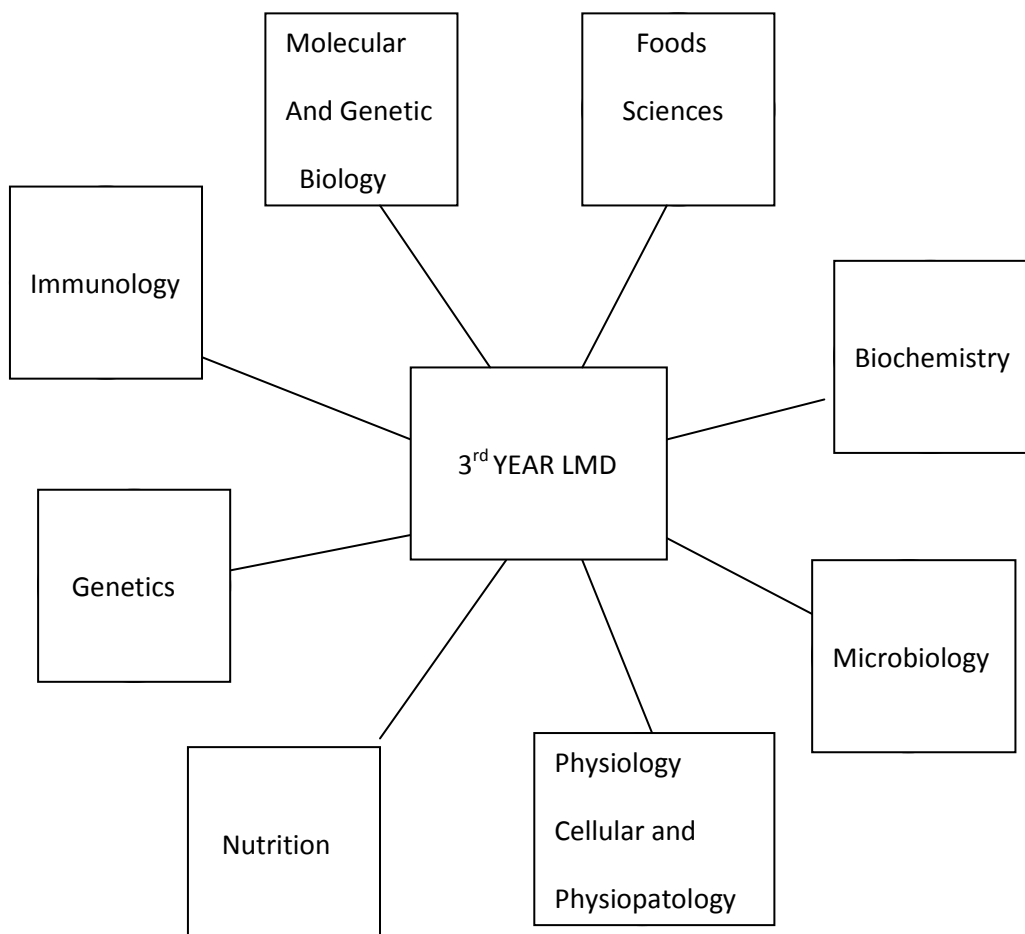 Molecular
And Genetic
Biology
Foods
Sciences
Immunology
Biochemistry
3rd YEAR LMD
Genetics
Microbiology
Nutrition
Physiology
Cellular and
Physiopatology